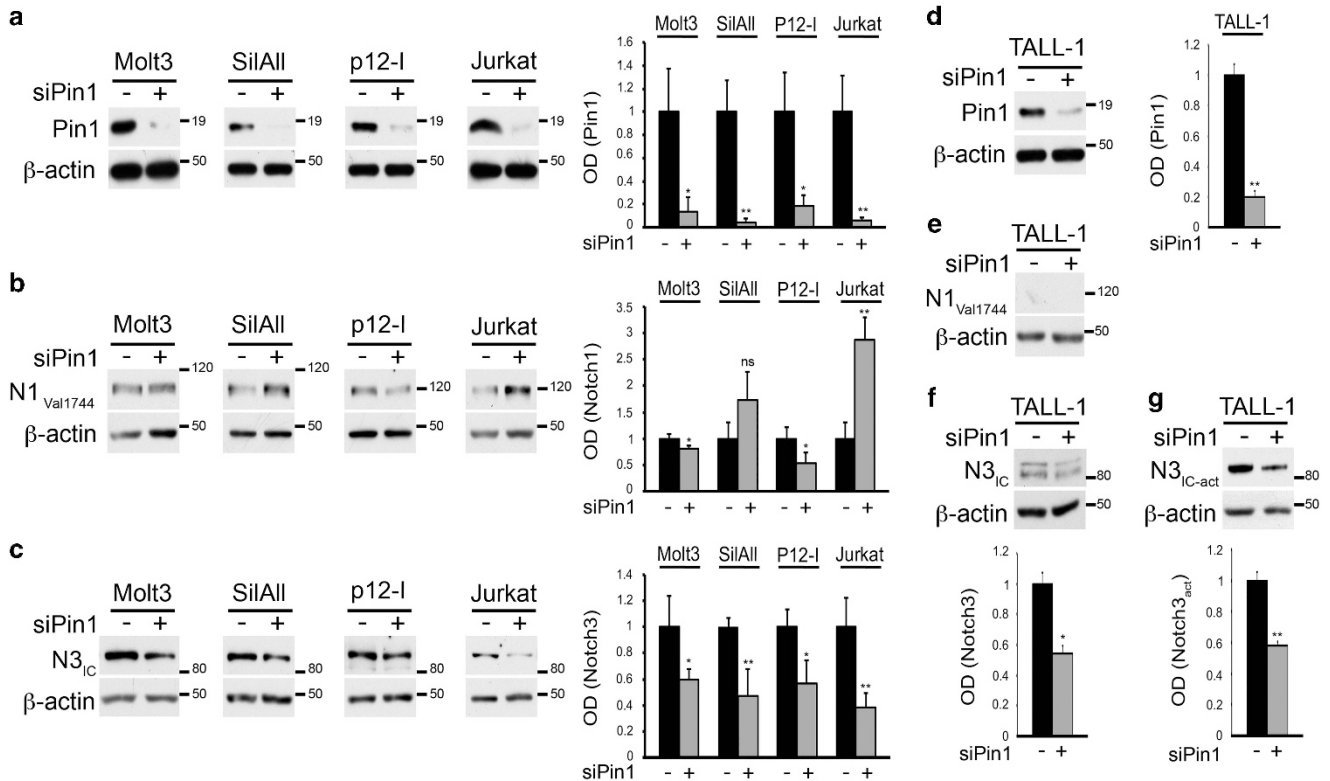 a
Molt3 SilAll p12-I Jurkat
siPin1 - + - + - + - +
Pin1 19 19 19 19
β-actin 50 50 50 50
Molt3 SilAll P12-I Jurkat
OD (Pin1)
1.6
1.4
1.2
1
0.8
0.6
0.4
0.2
0
* ** * **
siPin1 - + - + - + - +
b
Molt3 SilAll p12-I Jurkat
siPin1 - + - + - + - +
N1Val1744 120 120 120 120
β-actin 50 50 50 50
Molt3 SilAll P12-I Jurkat
OD (Notch1)
3.5
3
2.5
2
1.5
1
0.5
0
* ns * **
siPin1 - + - + - + - +
c
Molt3 SilAll p12-I Jurkat
siPin1 - + - + - + - +
N3IC 80 80 80 80
β-actin 50 50 50 50
Molt3 SilAll P12-I Jurkat
OD (Notch3)
1.4
1.2
1
0.8
0.6
0.4
0.2
0
* ** * **
siPin1 - + - + - + - +
d
TALL-1
siPin1 - +
Pin1 19
β-actin 50
TALL-1
OD (Pin1)
1.2
1
0.8
0.6
0.4
0.2
0
**
siPin1 - +
e
TALL-1
siPin1 - +
N1Val1744 120
β-actin 50
f
TALL-1
siPin1 - +
N3IC 80
β-actin 50
OD (Notch3)
1.2
1
0.8
0.6
0.4
0.2
0
*
siPin1 - +
g
TALL-1
siPin1 - +
N3IC-act 80
β-actin 50
OD (Notch3act)
1.2
1
0.8
0.6
0.4
0.2
0
**
siPin1 - +